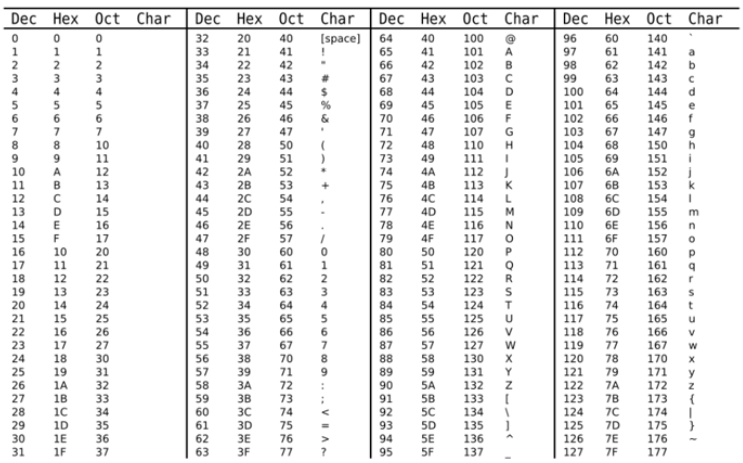 Dec Hex Oct Char Dec Hex Oct Char Dec Hex Oct Char Dec Hex Oct Char
0 0 0 32 20 40 [space] 64 40 100 @ 96 60 140 `
1 1 1 33 21 41 ! 65 41 101 A 97 61 141 a
2 2 2 34 22 42 " 66 42 102 B 98 62 142 b
3 3 3 35 23 43 # 67 43 103 C 99 63 143 c
4 4 4 36 24 44 $ 68 44 104 D 100 64 144 d
5 5 5 37 25 45 % 69 45 105 E 101 65 145 e
6 6 6 38 26 46 & 70 46 106 F 102 66 146 f
7 7 7 39 27 47 ' 71 47 107 G 103 67 147 g
8 8 10 40 28 50 ( 72 48 110 H 104 68 150 h
9 9 11 41 29 51 ) 73 49 111 I 105 69 151 i
10 A 12 42 2A 52 * 74 4A 112 J 106 6A 152 j
11 B 13 43 2B 53 + 75 4B 113 K 107 6B 153 k
12 C 14 44 2C 54 , 76 4C 114 L 108 6C 154 l
13 D 15 45 2D 55 - 77 4D 115 M 109 6D 155 m
14 E 16 46 2E 56 . 78 4E 116 N 110 6E 156 n
15 F 17 47 2F 57 / 79 4F 117 O 111 6F 157 o
16 10 20 48 30 60 0 80 50 120 P 112 70 160 p
17 11 21 49 31 61 1 81 51 121 Q 113 71 161 q
18 12 22 50 32 62 2 82 52 122 R 114 72 162 r
19 13 23 51 33 63 3 83 53 123 S 115 73 163 s
20 14 24 52 34 64 4 84 54 124 T 116 74 164 t
21 15 25 53 35 65 5 85 55 125 U 117 75 165 u
22 16 26 54 36 66 6 86 56 126 V 118 76 166 v
23 17 27 55 37 67 7 87 57 127 W 119 77 167 w
24 18 30 56 38 70 8 88 58 130 X 120 78 170 x
25 19 31 57 39 71 9 89 59 131 Y 121 79 171 y
26 1A 32 58 3A 72 : 90 5A 132 Z 122 7A 172 z
27 1B 33 59 3B 73 ; 91 5B 133 [ 123 7B 173 {
28 1C 34 60 3C 74 < 92 5C 134 \ 124 7C 174 |
29 1D 35 61 3D 75 = 93 5D 135 ] 125 7D 175 }
30 1E 36 62 3E 76 > 94 5E 136 ^ 126 7E 176 ~
31 1F 37 63 3F 77 ? 95 5F 137 _ 127 7F 177